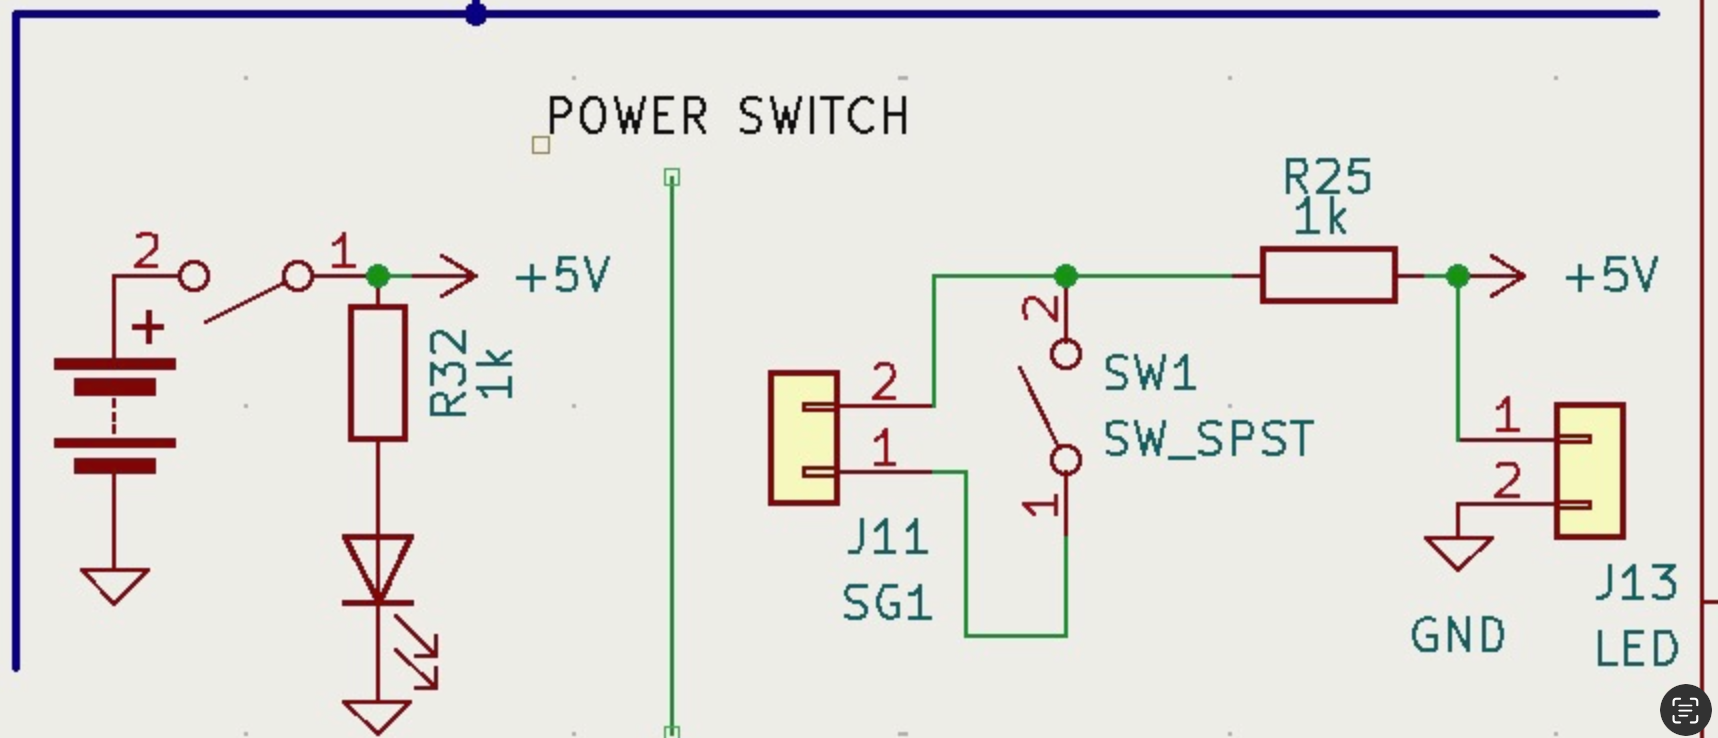 POWER SWITCH
2
1
+5V
+
R32
1k
R25
1k
+5V
2
2
1
SW1
SW_SPST
1
J11
SG1
1
2
GND
J13
LED